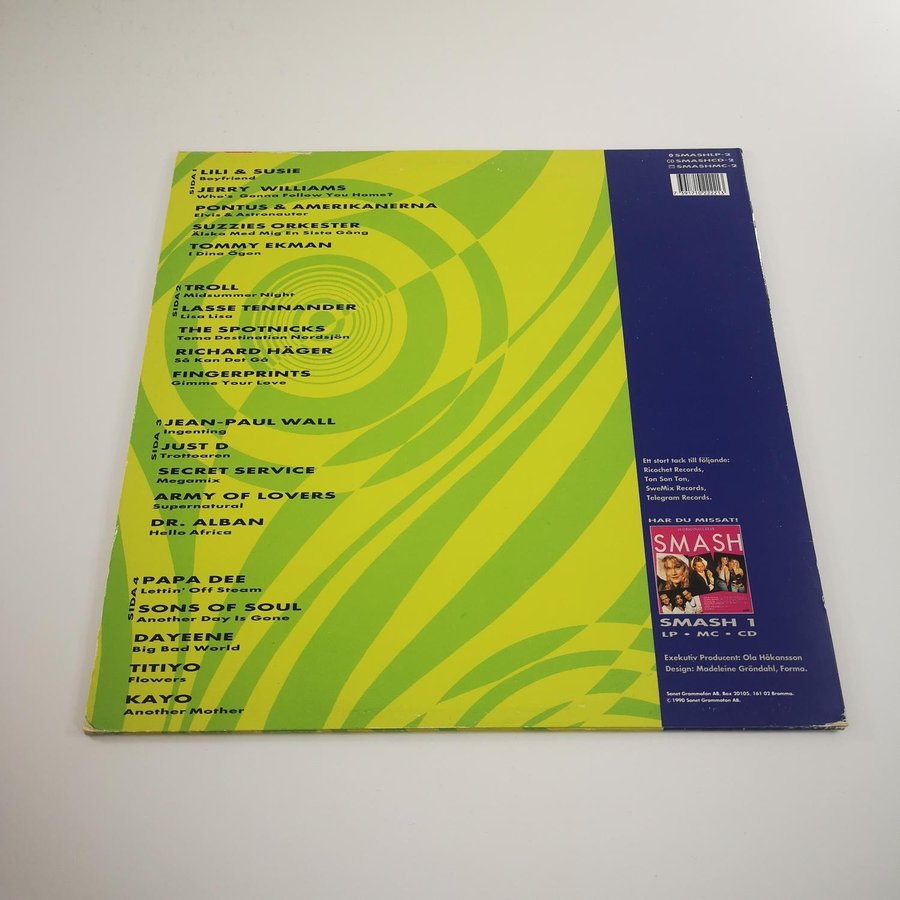 SIDA 1
LILI & SUSIE
Boyfriend
JERRY WILLIAMS
Who's Gonna Follow You Home?
PONTUS & AMERIKANERNA
Elvis & Astronauter
SUZZIES ORKESTER
Älska Med Mig En Sista Gång
TOMMY EKMAN
I Dina Ögon
SIDA 2
TROLL
Midsummer Night
LASSE TENNANDER
Lisa Lisa
THE SPOTNICKS
Tema Destination Nordsjön
RICHARD HÄGER
Så Kan Det Gå
FINGERPRINTS
Gimme Your Love
SIDA 3
JEAN-PAUL WALL
Ingenting
JUST D
Trottoaren
SECRET SERVICE
Megamix
ARMY OF LOVERS
Supernatural
DR. ALBAN
Hello Africa
SIDA 4
PAPA DEE
Lettin' Off Steam
SONS OF SOUL
Another Day Is Gone
DAYEENE
Big Bad World
TITIYO
Flowers
KAYO
Another Mother
SMASHLP-2
CD SMASHCD-2
SMASHMC-2
Ett stort tack till följande:
Ricochet Records,
Ton Son Ton,
SweMix Records,
Telegram Records.
HAR DU MISSAT!
SMASH
SMASH 1
LP • MC • CD
Exekutiv Producent: Ola Håkansson
Design: Madeleine Gröndahl, Forma.
Sonet Grammofon AB, Box 20105, 161 02 Bromma.
© 1990 Sonet Grammofon AB.